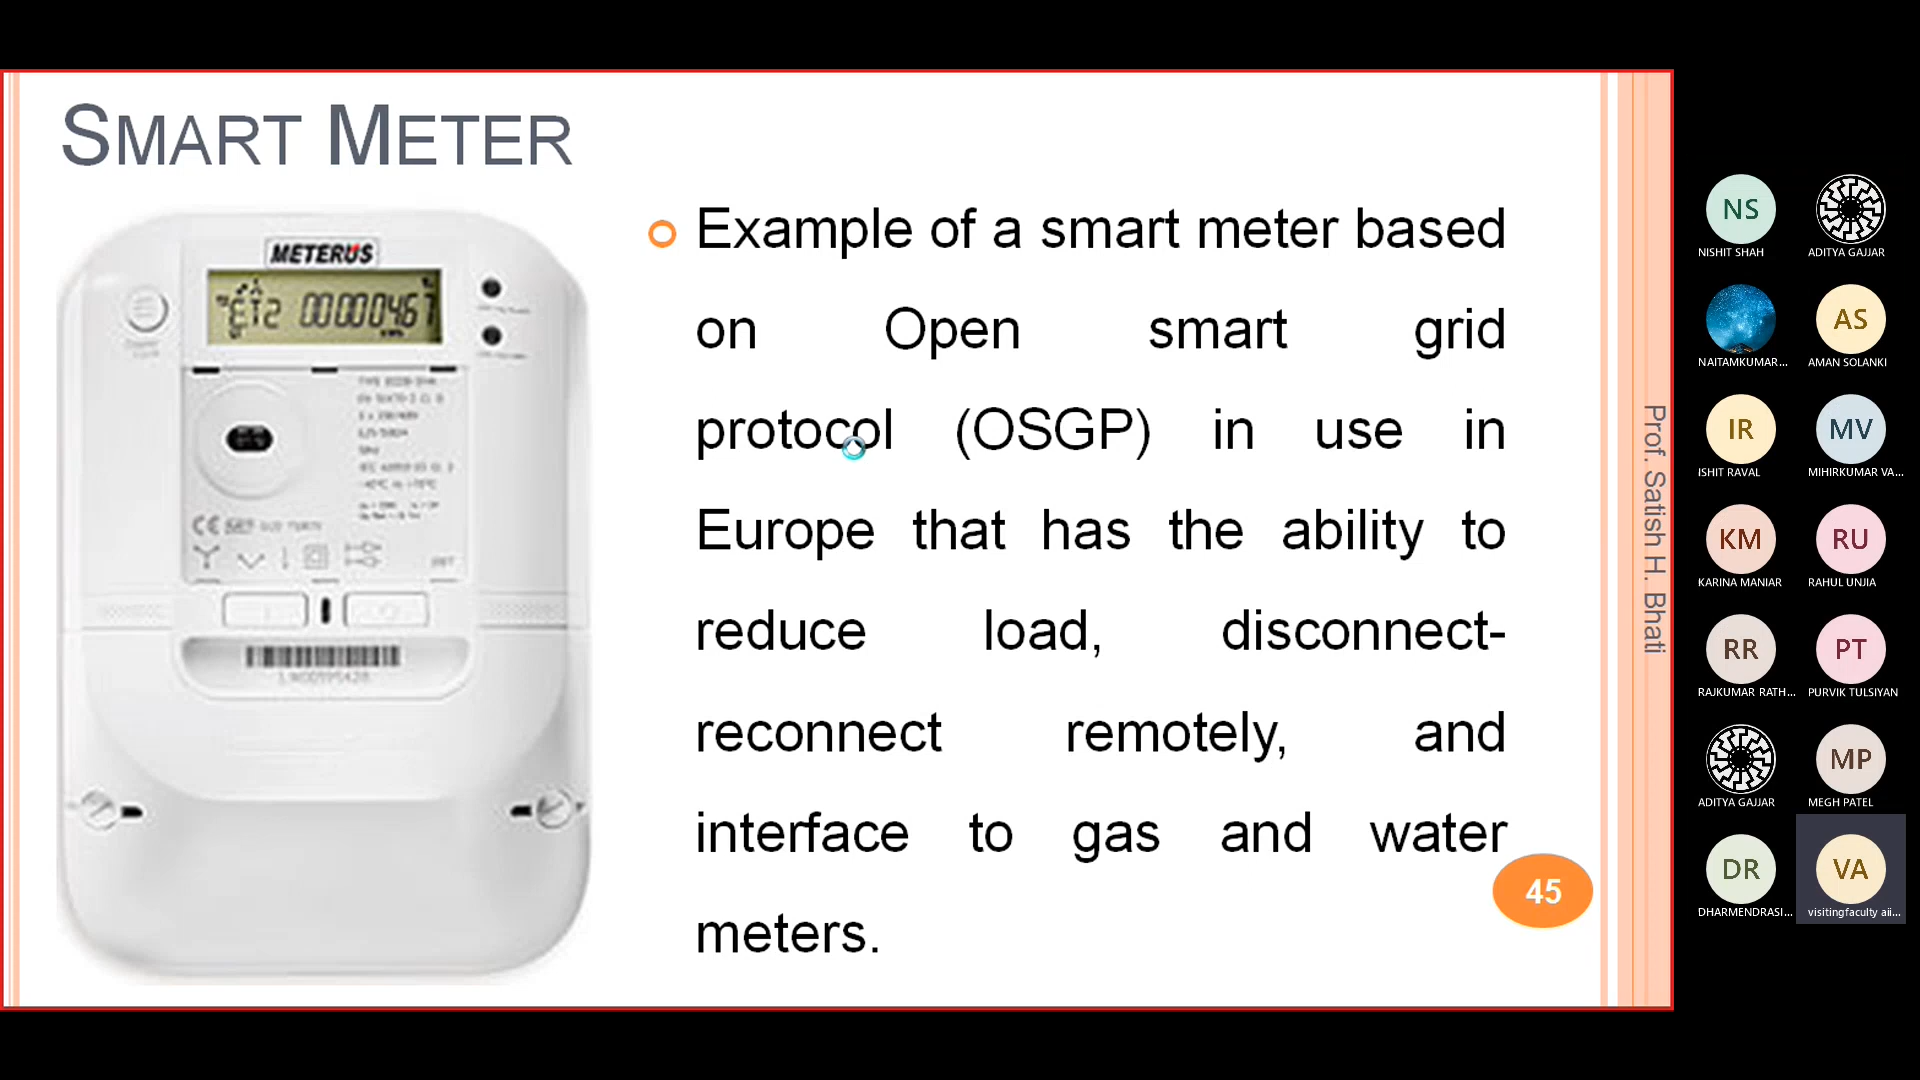 SMART METER
METERUS
Example of a smart meter based
on Open smart grid
protocol (OSGP) in use in
Europe that has the ability to
reduce load, disconnect-
reconnect remotely, and
interface to gas and water
meters.
45
Prof. Satish H. Bhati
NS
NISHIT SHAH
ADITYA GAJJAR
NAITAMKUMAR...
AS
AMAN SOLANKI
IR
ISHIT RAVAL
MV
MIHIRKUMAR VA...
KM
KARINA MANIAR
RU
RAHUL UNJIA
RR
RAJKUMAR RATH...
PT
PURVIK TULSIYAN
ADITYA GAJJAR
MP
MEGH PATEL
DR
DHARMENDRASI...
VA
visitingfaculty aii...